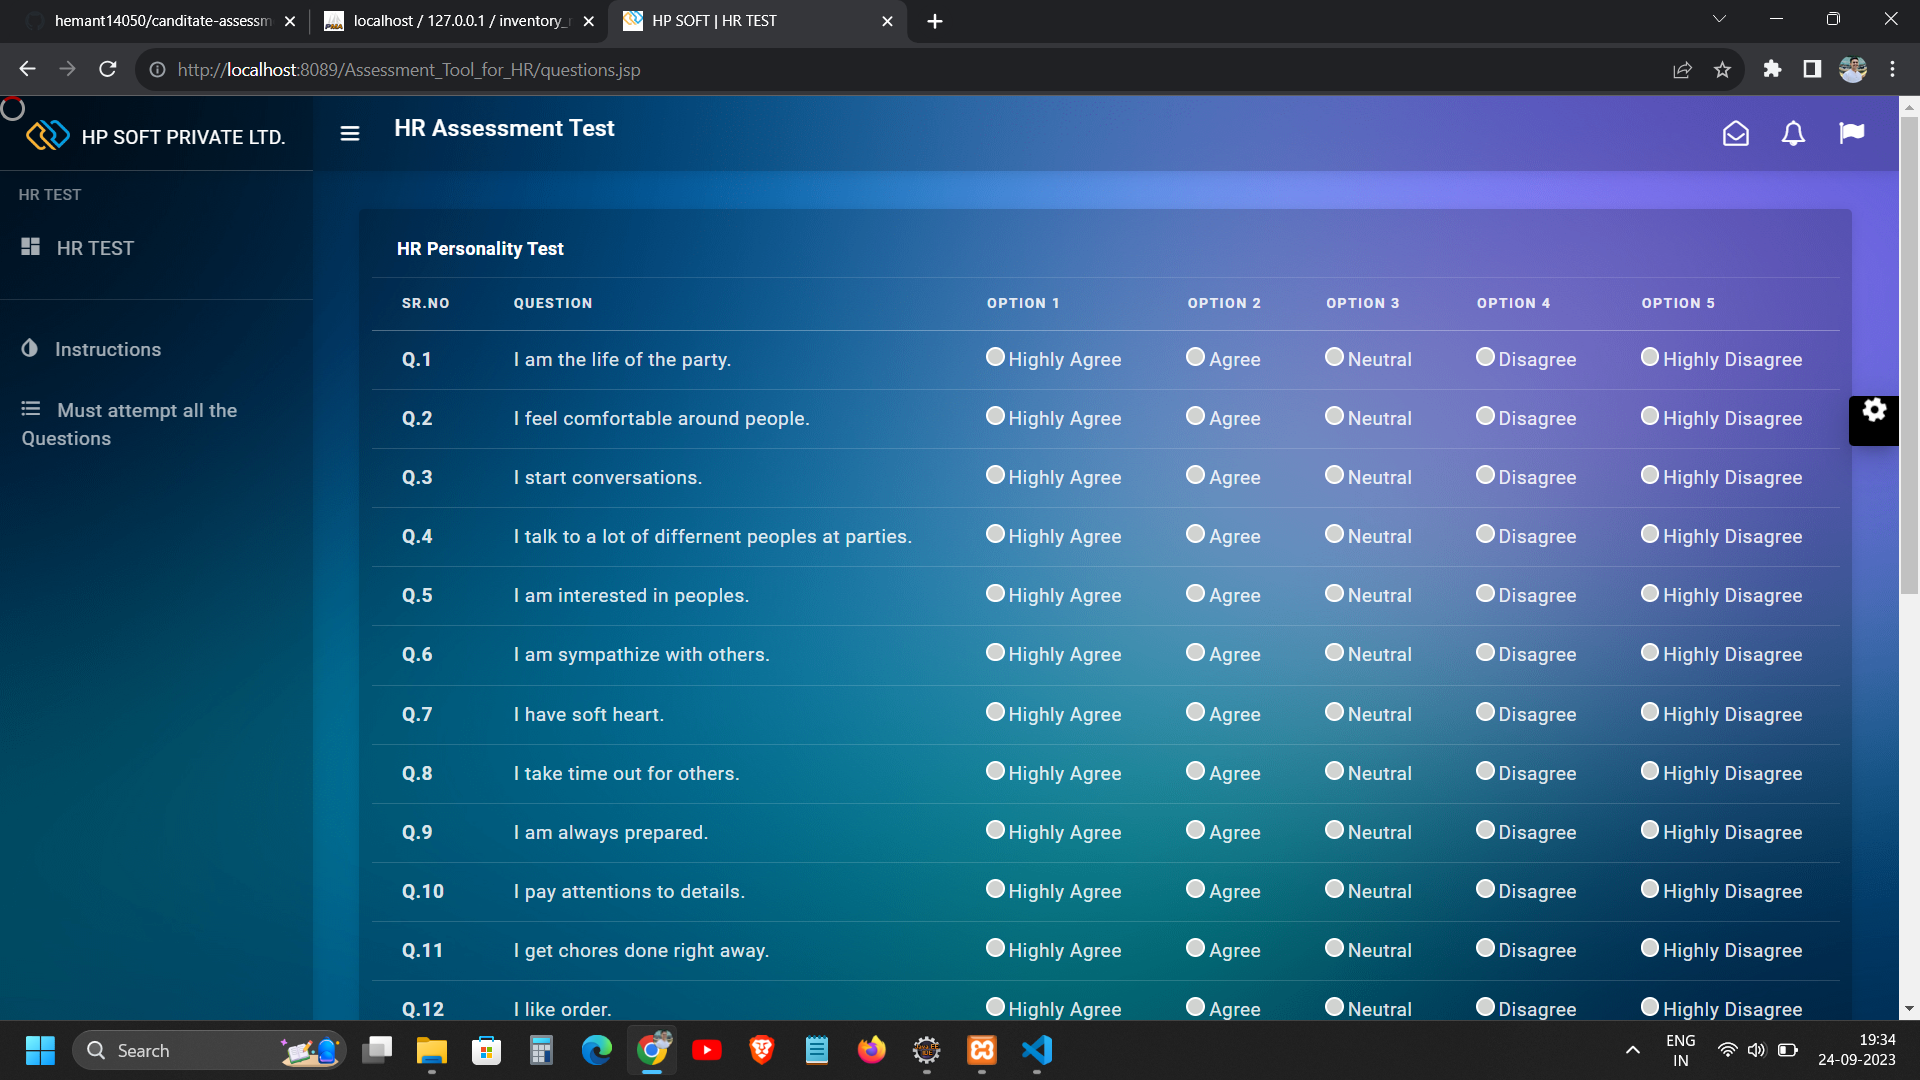 hemant14050/canditate-assessm
localhost / 127.0.0.1 / inventory_
HP SOFT | HR TEST
http://localhost:8089/Assessment_Tool_for_HR/questions.jsp
HP SOFT PRIVATE LTD.
HR Assessment Test
HR TEST
HR TEST
Instructions
Must attempt all the
Questions
HR Personality Test
SR.NO QUESTION OPTION 1 OPTION 2 OPTION 3 OPTION 4 OPTION 5
Q.1 I am the life of the party. Highly Agree Agree Neutral Disagree Highly Disagree
Q.2 I feel comfortable around people. Highly Agree Agree Neutral Disagree Highly Disagree
Q.3 I start conversations. Highly Agree Agree Neutral Disagree Highly Disagree
Q.4 I talk to a lot of differnent peoples at parties. Highly Agree Agree Neutral Disagree Highly Disagree
Q.5 I am interested in peoples. Highly Agree Agree Neutral Disagree Highly Disagree
Q.6 I am sympathize with others. Highly Agree Agree Neutral Disagree Highly Disagree
Q.7 I have soft heart. Highly Agree Agree Neutral Disagree Highly Disagree
Q.8 I take time out for others. Highly Agree Agree Neutral Disagree Highly Disagree
Q.9 I am always prepared. Highly Agree Agree Neutral Disagree Highly Disagree
Q.10 I pay attentions to details. Highly Agree Agree Neutral Disagree Highly Disagree
Q.11 I get chores done right away. Highly Agree Agree Neutral Disagree Highly Disagree
Q.12 I like order. Highly Agree Agree Neutral Disagree Highly Disagree
Search
ENG
IN
19:34
24-09-2023